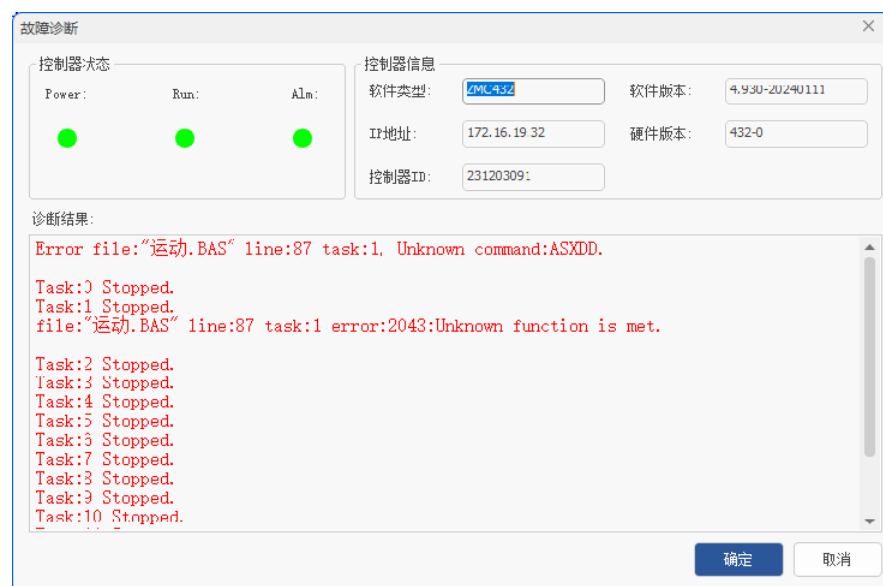 故障诊断
控制器状态
Power:
Run:
Alm:
控制器信息
软件类型:
ZMC432
软件版本:
4.930-20240111
IP地址:
172.16.19.32
硬件版本:
432-0
控制器ID:
231203091
诊断结果:
Error file:"运动.BAS" line:87 task:1, Unknown command:ASXDD.
Task:0 Stopped.
Task:1 Stopped.
file:"运动.BAS" line:87 task:1 error:2043:Unknown function is met.
Task:2 Stopped.
Task:3 Stopped.
Task:4 Stopped.
Task:5 Stopped.
Task:6 Stopped.
Task:7 Stopped.
Task:8 Stopped.
Task:9 Stopped.
Task:10 Stopped.
确定
取消